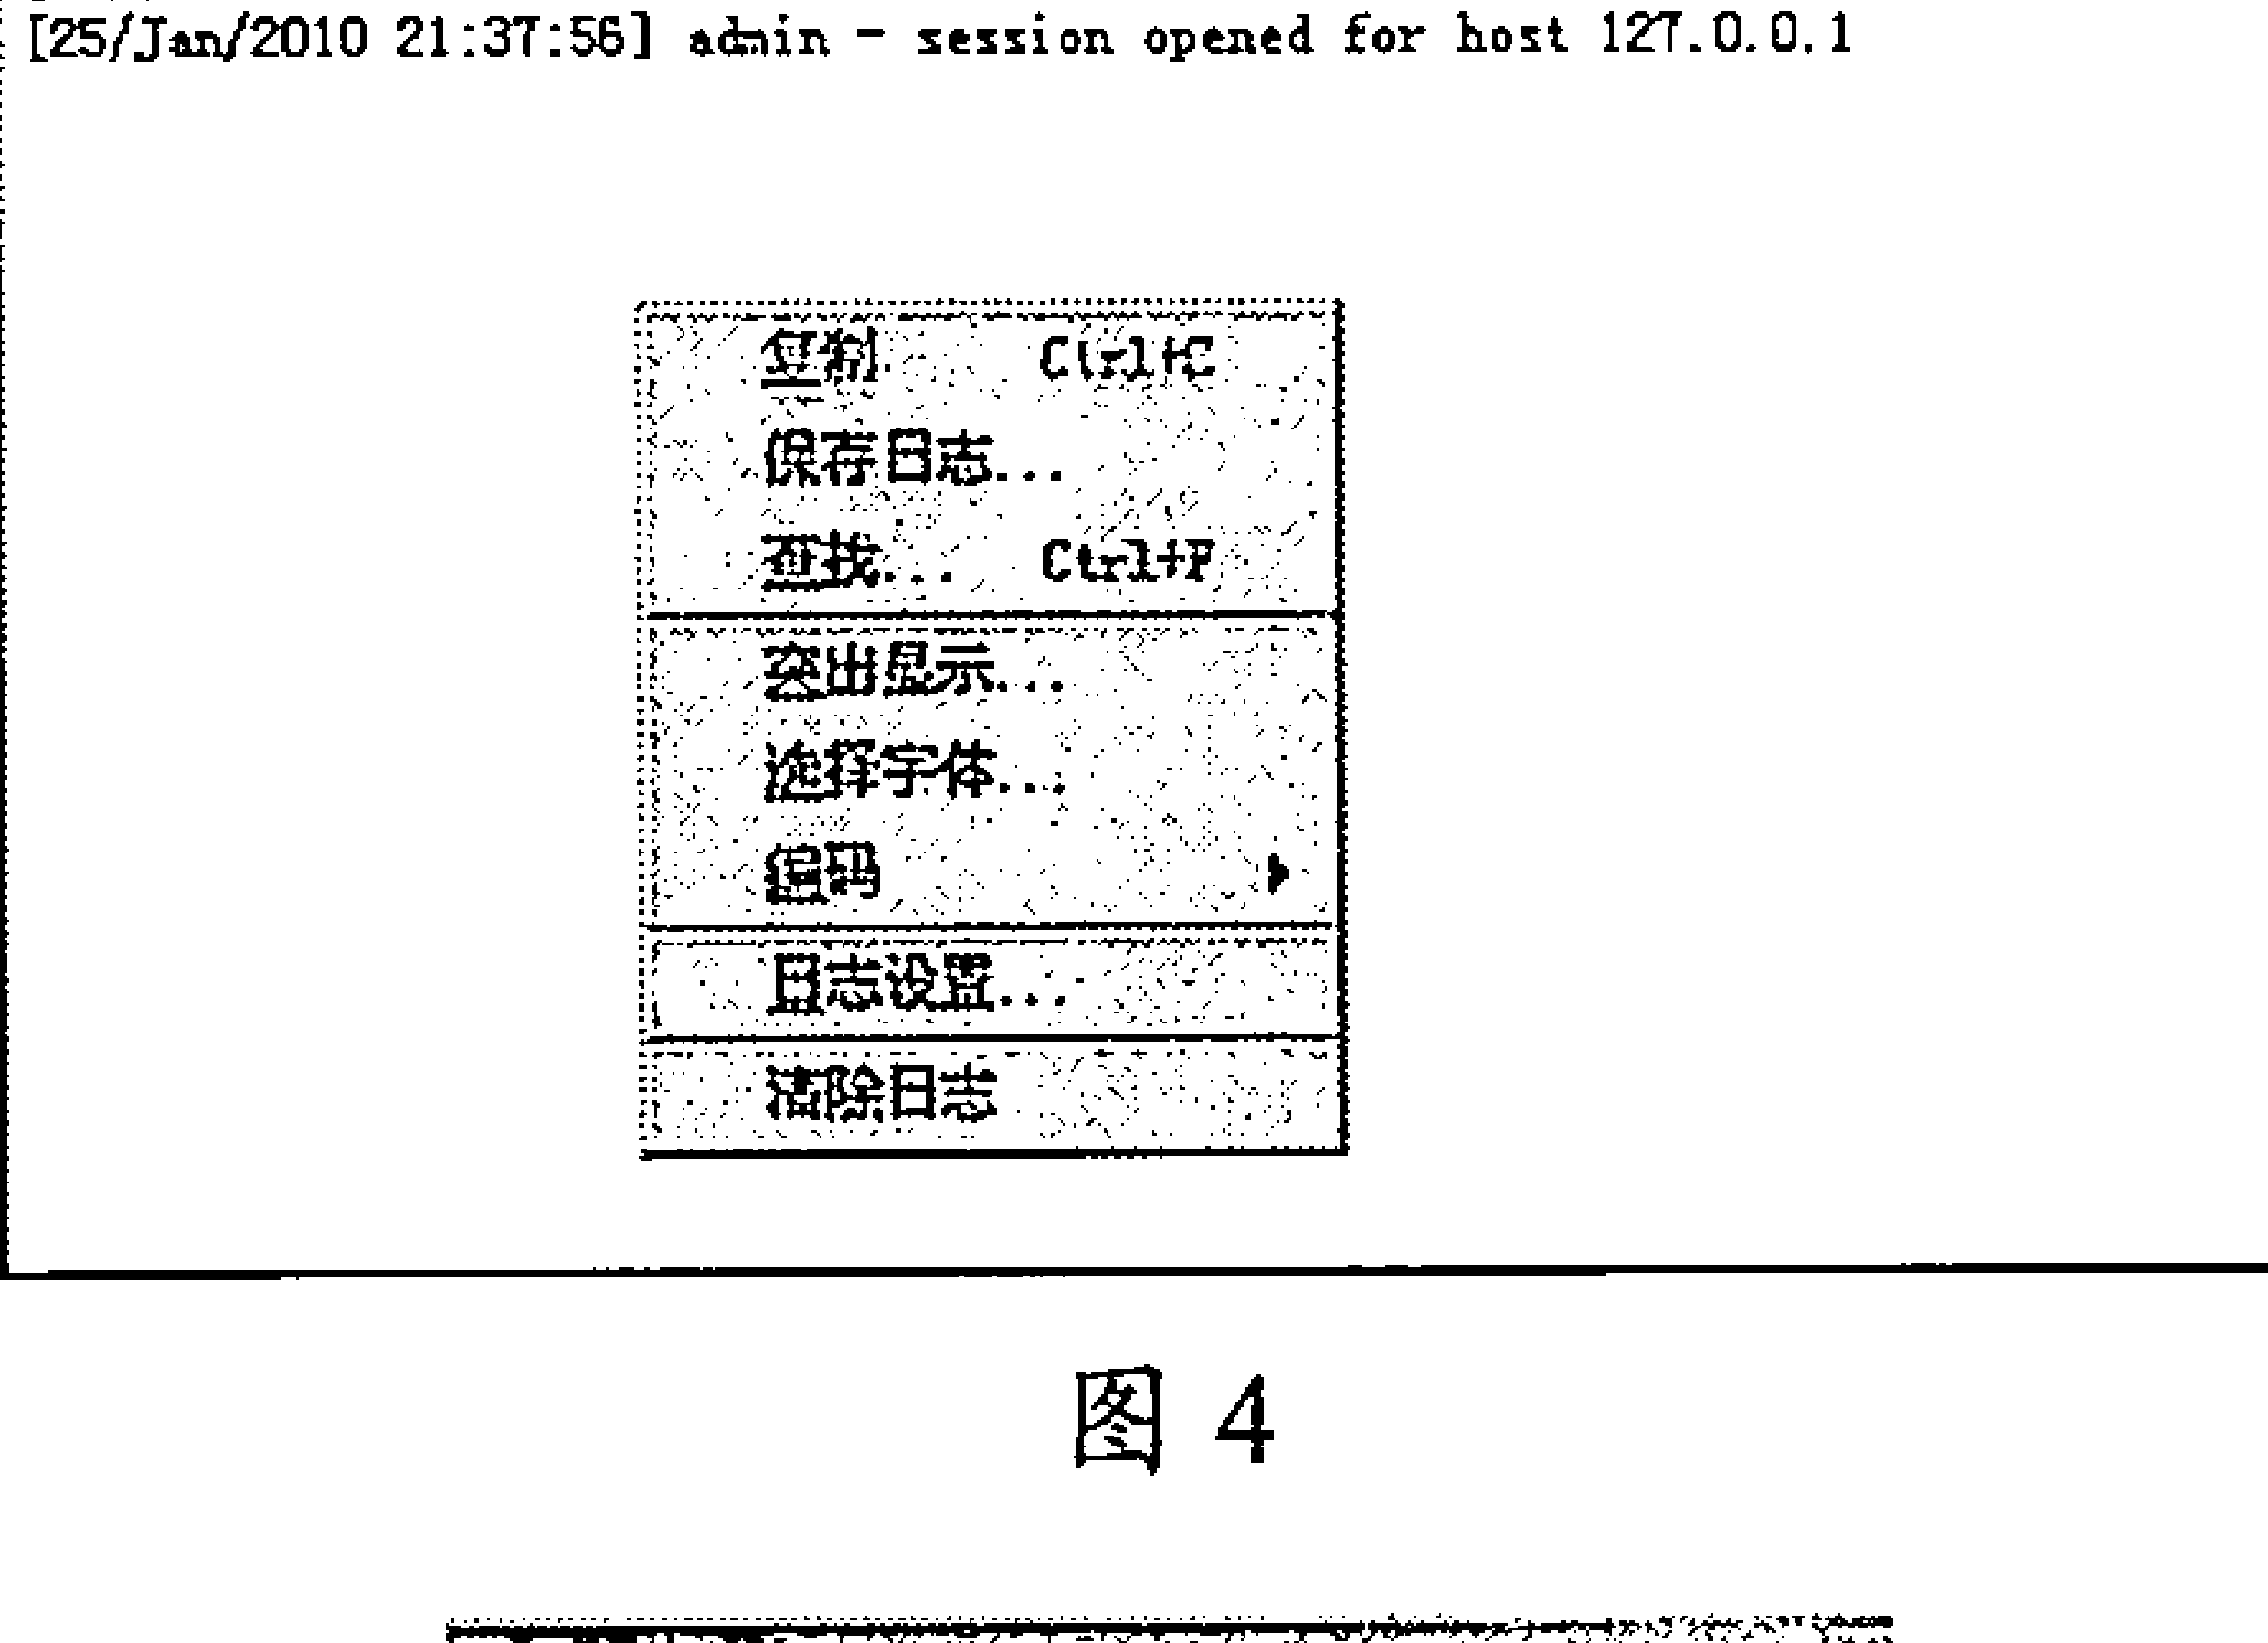 [25/Jan/2010 21:37:56] admin - session opened for host 127.0.0.1
复制 Ctrl+C
保存日志...
查找... Ctrl+F
突出显示...
选择字体...
编码
日志设置...
清除日志
图 4